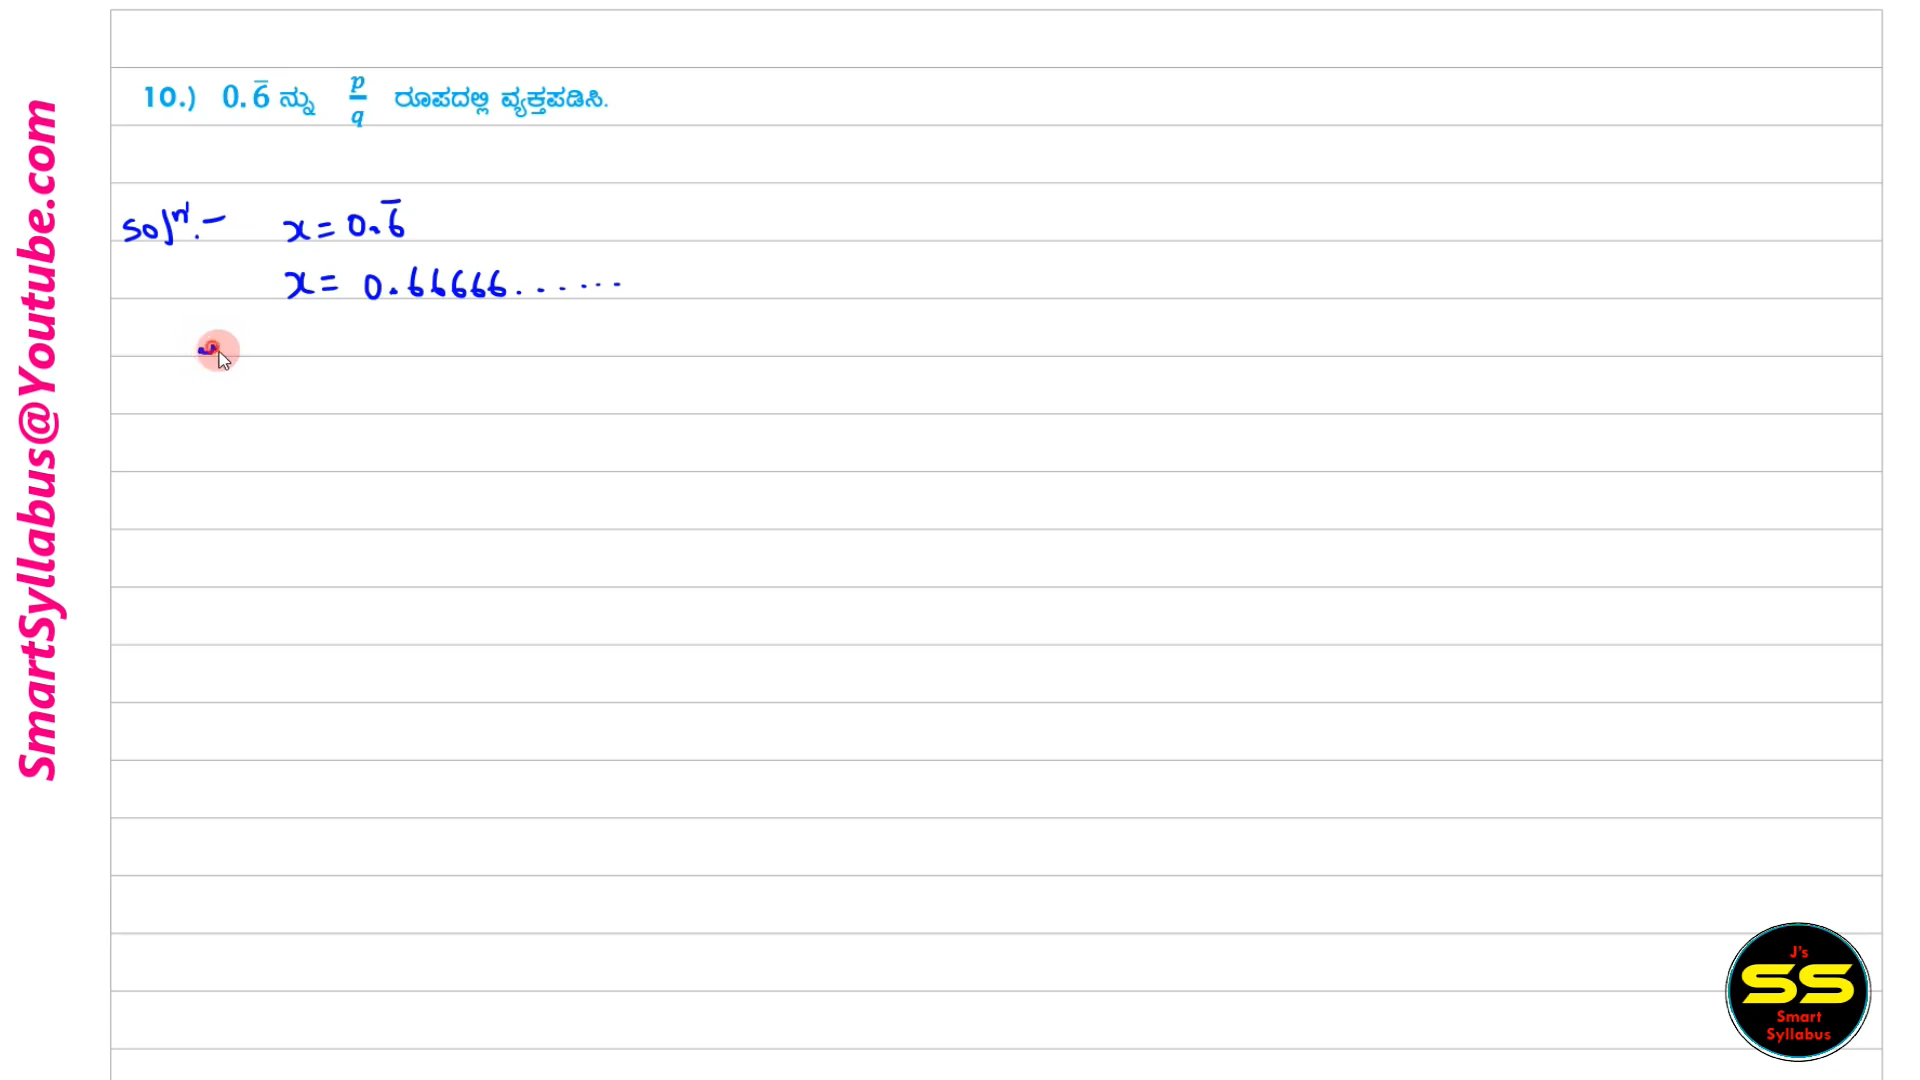 10.) 0.6̅ ನ್ನು p/q ರೂಪದಲ್ಲಿ ವ್ಯಕ್ತಪಡಿಸಿ.
Solⁿ:- x = 0.6̅
x = 0.66666.......
SmartSyllabus@Youtube.com
J's
SS
Smart
Syllabus